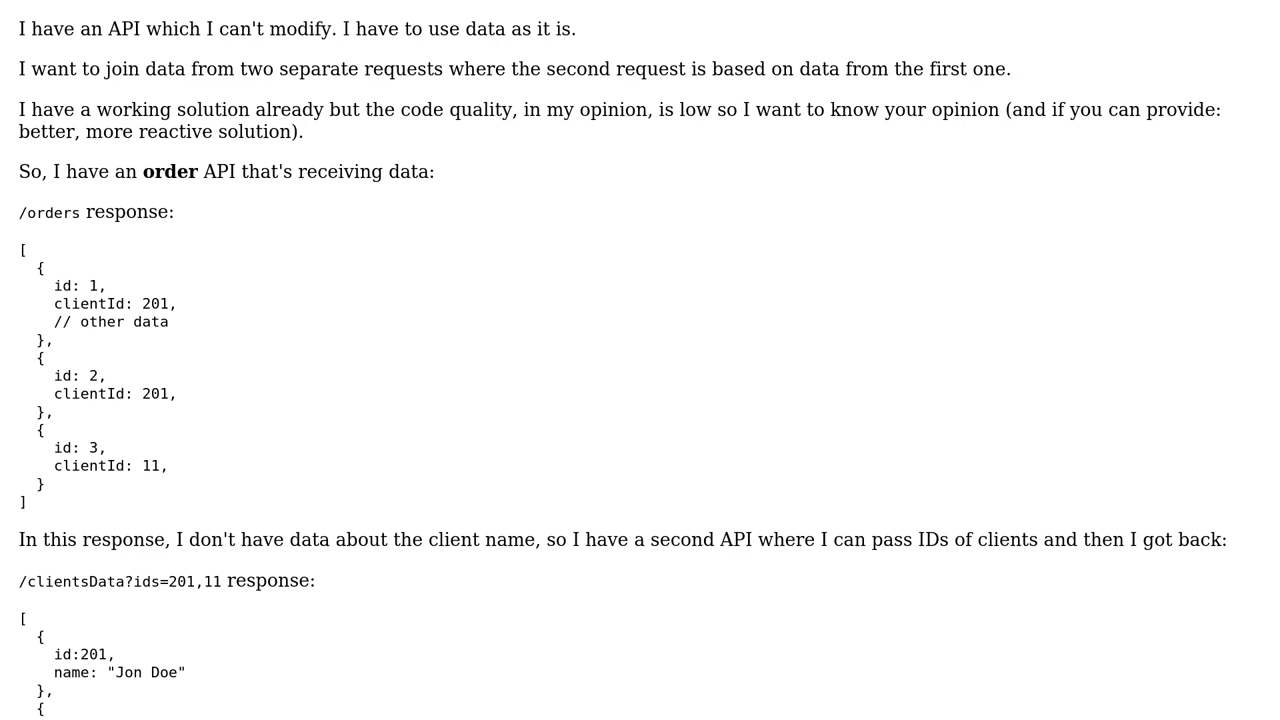 I have an API which I can't modify. I have to use data as it is.
I want to join data from two separate requests where the second request is based on data from the first one.
I have a working solution already but the code quality, in my opinion, is low so I want to know your opinion (and if you can provide:
better, more reactive solution).
So, I have an order API that's receiving data:
/orders response:
[
  {
    id: 1,
    clientId: 201,
    // other data
  },
  {
    id: 2,
    clientId: 201,
  },
  {
    id: 3,
    clientId: 11,
  }
]
In this response, I don't have data about the client name, so I have a second API where I can pass IDs of clients and then I got back:
/clientsData?ids=201,11 response:
[
  {
    id:201,
    name: "Jon Doe"
  },
  {